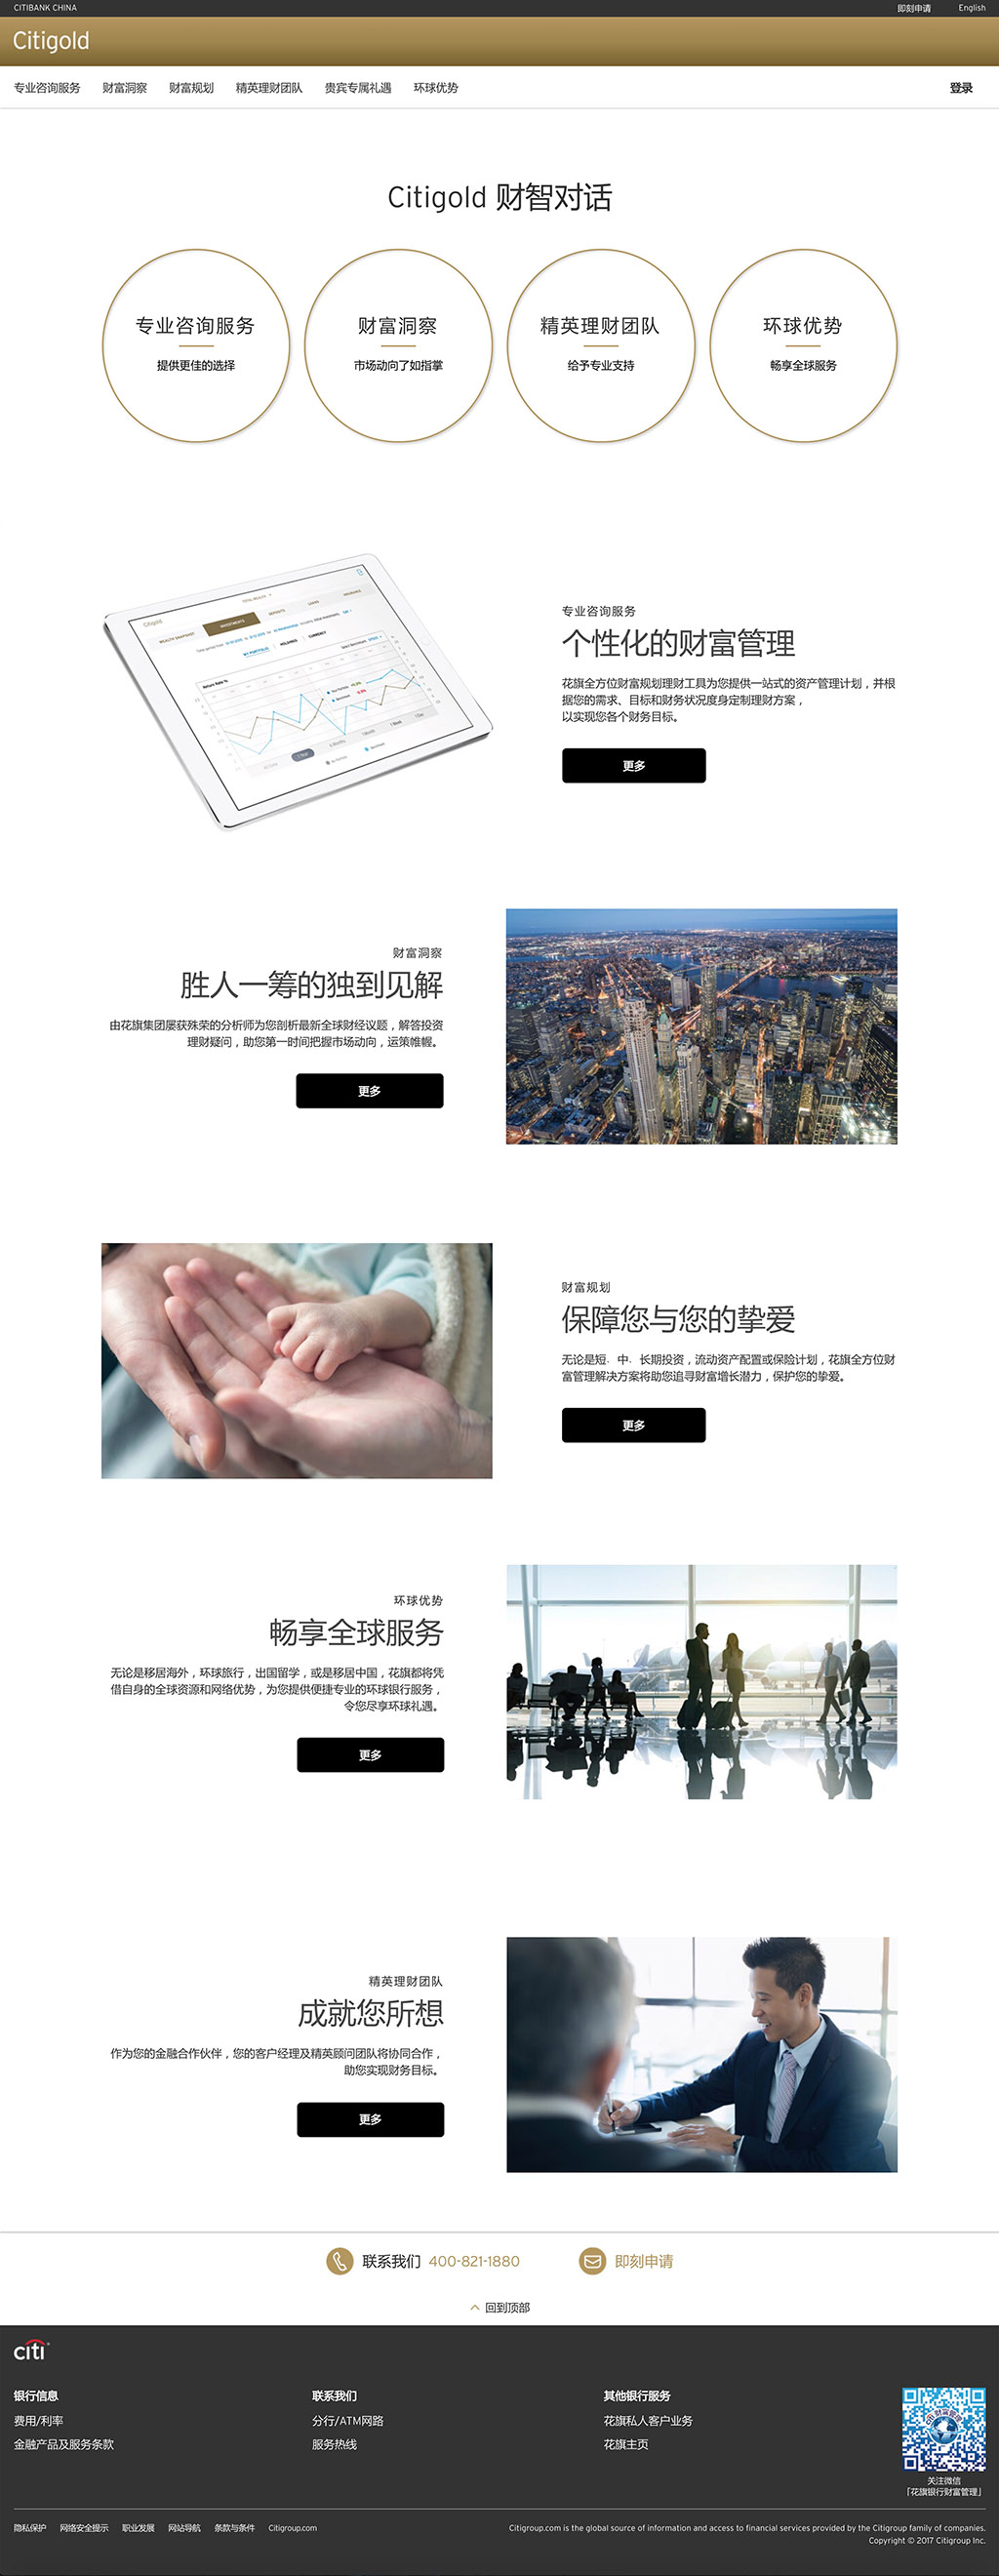 CITIBANK CHINA
即刻申请
English
Citigold
专业咨询服务
财富洞察
财富规划
精英理财团队
贵宾专属礼遇
环球优势
登录
Citigold 财智对话
专业咨询服务
提供更佳的选择
财富洞察
市场动向了如指掌
精英理财团队
给予专业支持
环球优势
畅享全球服务
专业咨询服务
个性化的财富管理
花旗全方位财富规划理财工具为您提供一站式的资产管理计划，并根
据您的需求、目标和财务状况度身定制理财方案，
以实现您各个财务目标。
更多
财富洞察
胜人一筹的独到见解
由花旗集团屡获殊荣的分析师为您剖析最新全球财经议题，解答投资
理财疑问，助您第一时间把握市场动向，运策帷幄。
更多
财富规划
保障您与您的挚爱
无论是短、中、长期投资，流动资产配置或保险计划，花旗全方位财
富管理解决方案将助您追寻财富增长潜力，保护您的挚爱。
更多
环球优势
畅享全球服务
无论是移居海外，环球旅行，出国留学，或是移居中国，花旗都将凭
借自身的全球资源和网络优势，为您提供便捷专业的环球银行服务，
令您尽享环球礼遇。
更多
精英理财团队
成就您所想
作为您的金融合作伙伴，您的客户经理及精英顾问团队将协同合作，
助您实现财务目标。
更多
联系我们 400-821-1880
即刻申请
回到顶部
citi
银行信息
费用/利率
金融产品及服务条款
联系我们
分行/ATM网路
服务热线
其他银行服务
花旗私人客户业务
花旗主页
关注微信
「花旗银行财富管理」
隐私保护
网络安全提示
职业发展
网站导航
条款与条件
Citigroup.com
Citigroup.com is the global source of information and access to financial services provided by the Citigroup family of companies.
Copyright © 2017 Citigroup Inc.